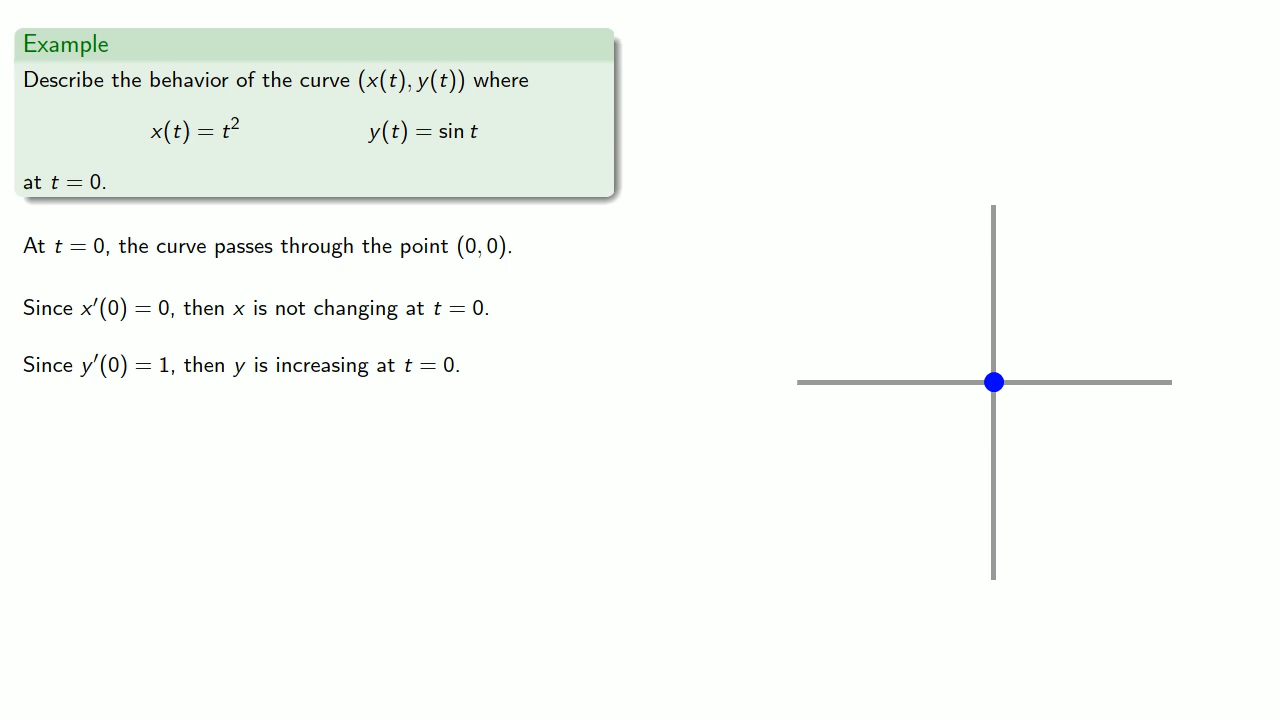 Example
Describe the behavior of the curve (x(t), y(t)) where
x(t) = t² y(t) = sin t
at t = 0.
At t = 0, the curve passes through the point (0, 0).
Since x′(0) = 0, then x is not changing at t = 0.
Since y′(0) = 1, then y is increasing at t = 0.